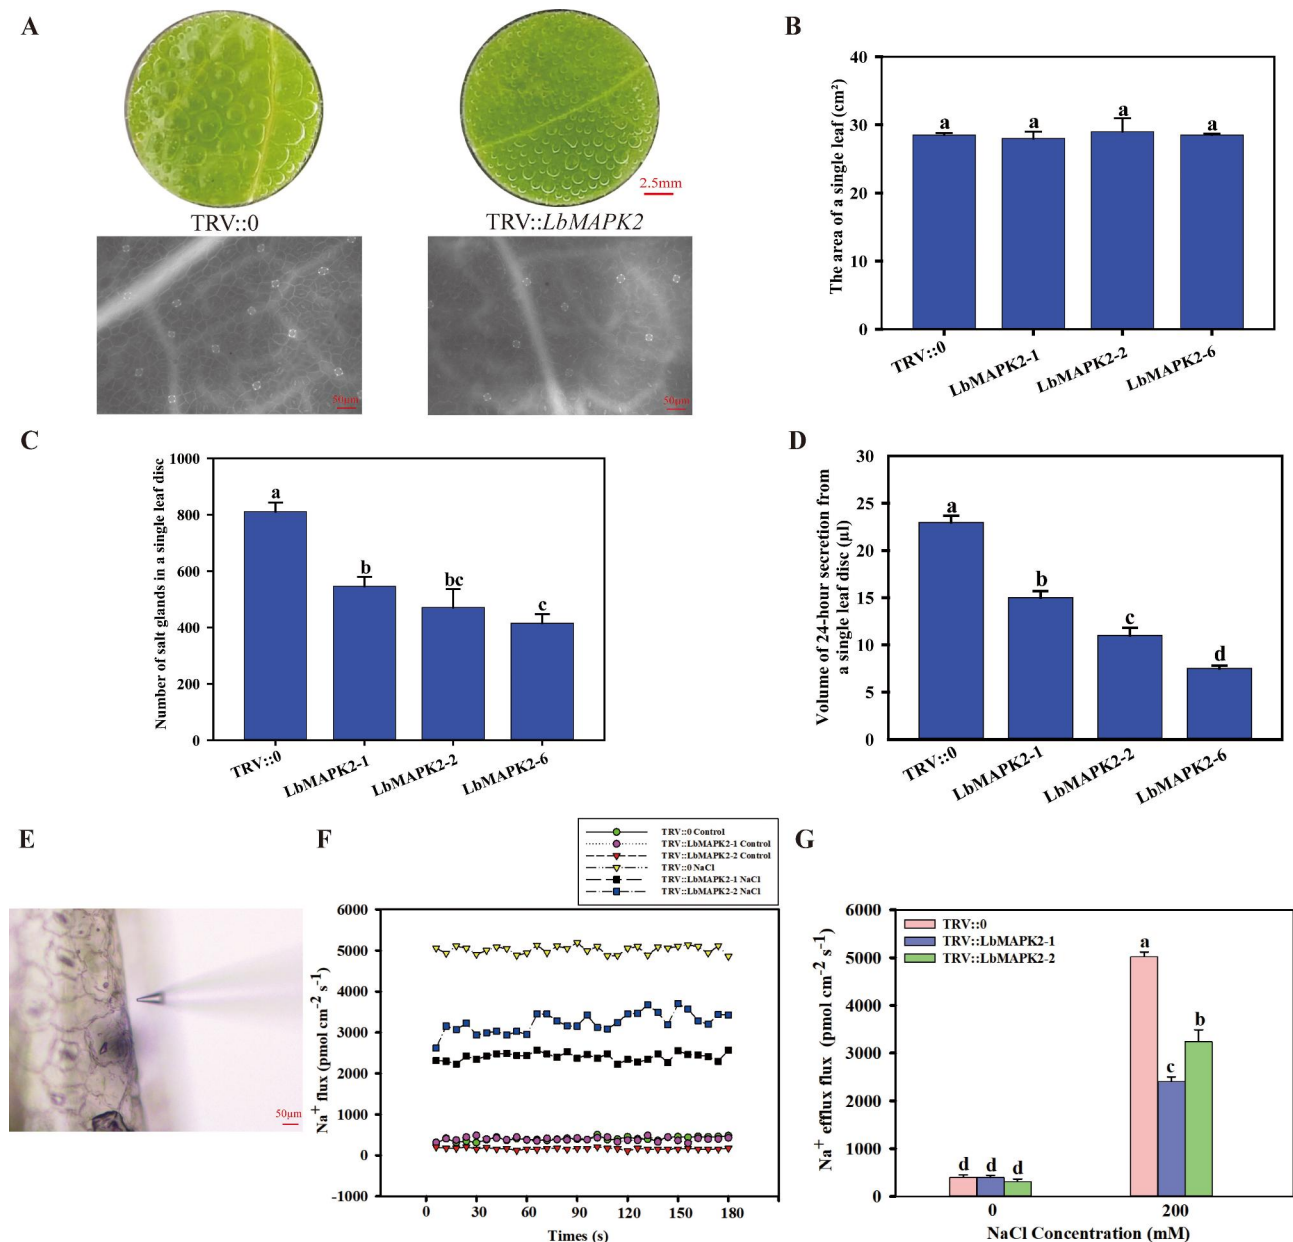 A
TRV::0
TRV::LbMAPK2
2.5mm
50μm
50μm
B
The area of a single leaf (cm²)
40
30
20
10
0
a
a
a
a
TRV::0
LbMAPK2-1
LbMAPK2-2
LbMAPK2-6
C
Number of salt glands in a single leaf disc
1000
800
600
400
200
0
a
b
bc
c
TRV::0
LbMAPK2-1
LbMAPK2-2
LbMAPK2-6
D
Volume of 24-hour secretion from
a single leaf disc (μl)
30
25
20
15
10
5
0
a
b
c
d
TRV::0
LbMAPK2-1
LbMAPK2-2
LbMAPK2-6
E
50μm
F
TRV::0 Control
TRV::LbMAPK2-1 Control
TRV::LbMAPK2-2 Control
TRV::0 NaCl
TRV::LbMAPK2-1 NaCl
TRV::LbMAPK2-2 NaCl
Na⁺ flux (pmol cm⁻² s⁻¹)
6000
5000
4000
3000
2000
1000
0
-1000
0 30 60 90 120 150 180
Times (s)
G
Na⁺ efflux flux (pmol cm⁻² s⁻¹)
6000
5000
4000
3000
2000
1000
0
TRV::0
TRV::LbMAPK2-1
TRV::LbMAPK2-2
d d d
a
c
b
0 200
NaCl Concentration (mM)